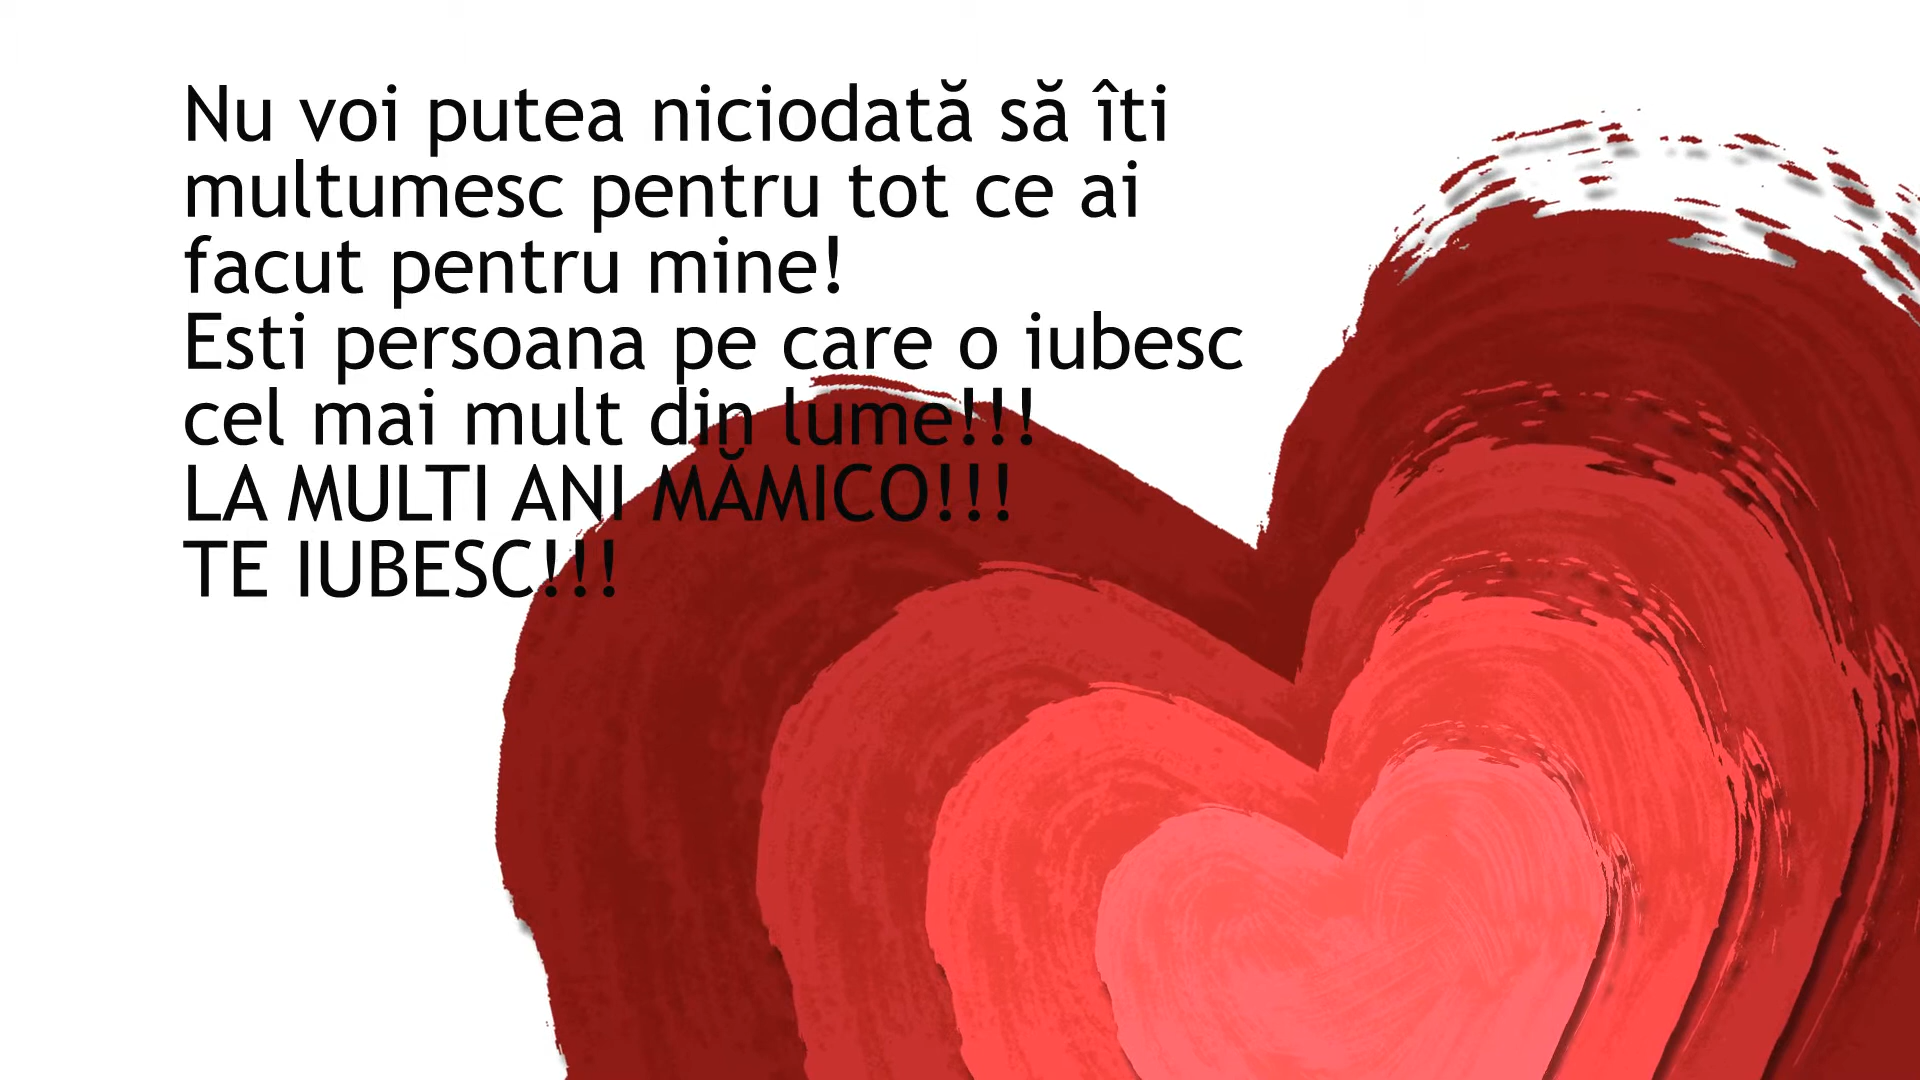 Nu voi putea niciodată să îti
multumesc pentru tot ce ai
facut pentru mine!
Esti persoana pe care o iubesc
cel mai mult din lume!!!
LA MULTI ANI MĂMICO!!!
TE IUBESC!!!